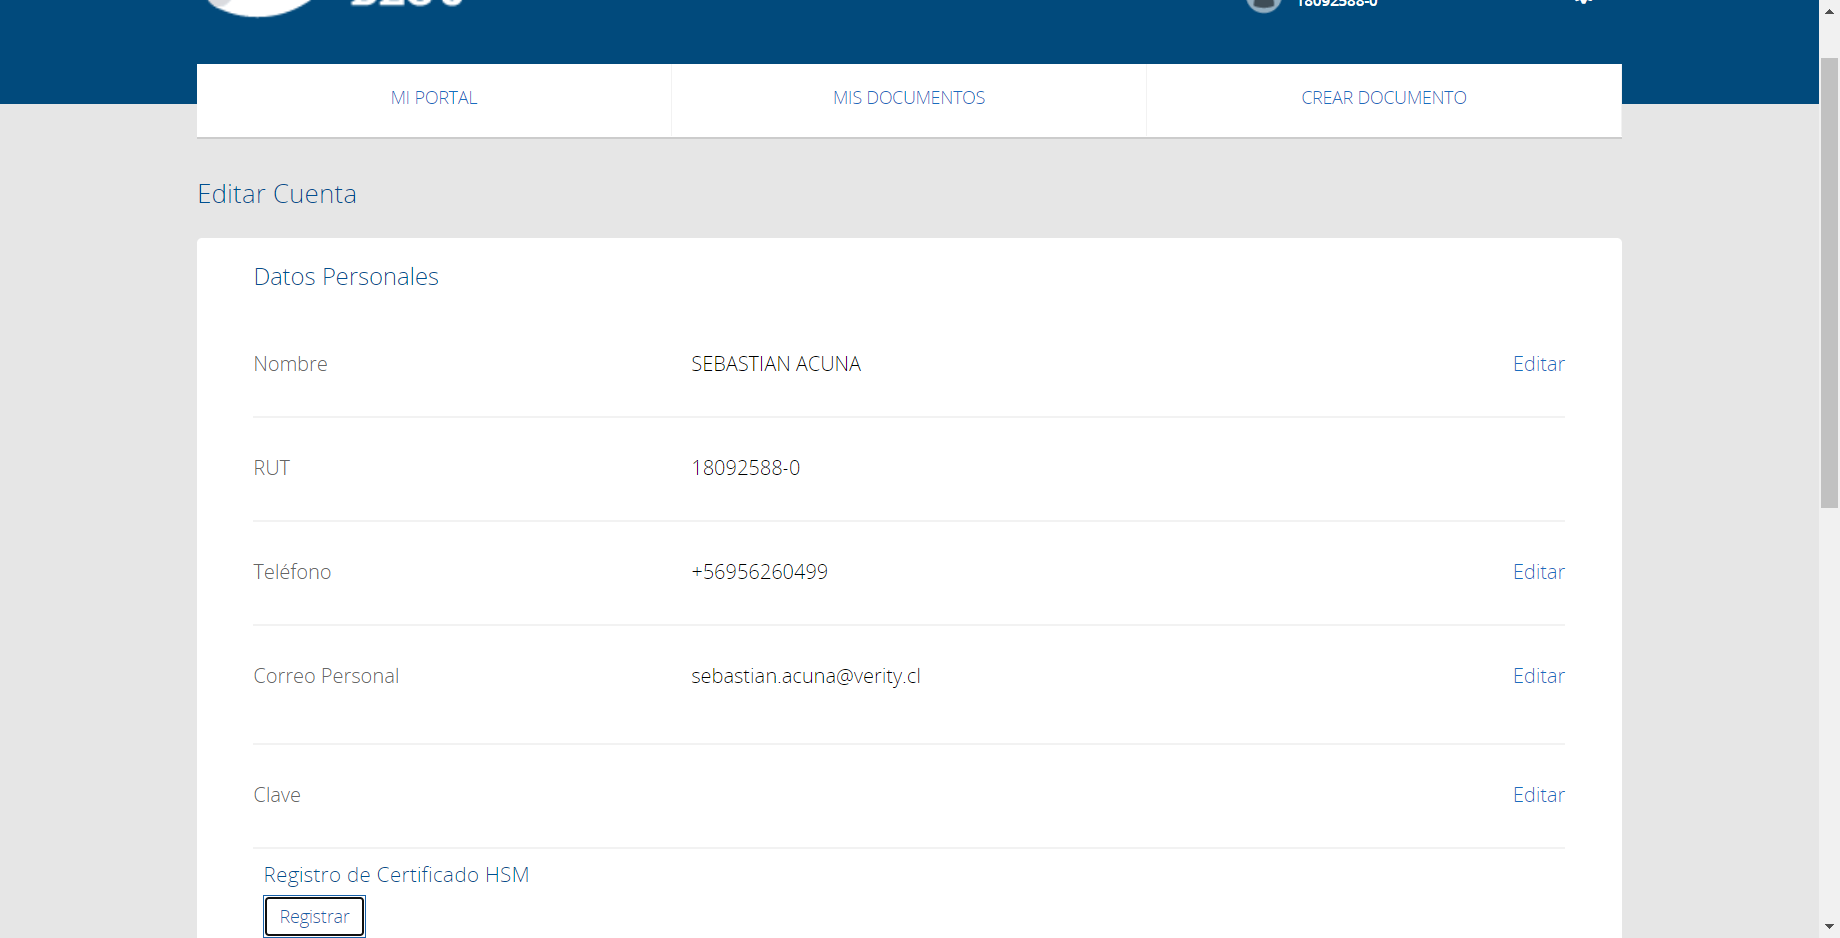 18092588-0
MI PORTAL
MIS DOCUMENTOS
CREAR DOCUMENTO
Editar Cuenta
Datos Personales
Nombre SEBASTIAN ACUNA Editar
RUT 18092588-0
Teléfono +56956260499 Editar
Correo Personal sebastian.acuna@verity.cl Editar
Clave Editar
Registro de Certificado HSM
Registrar